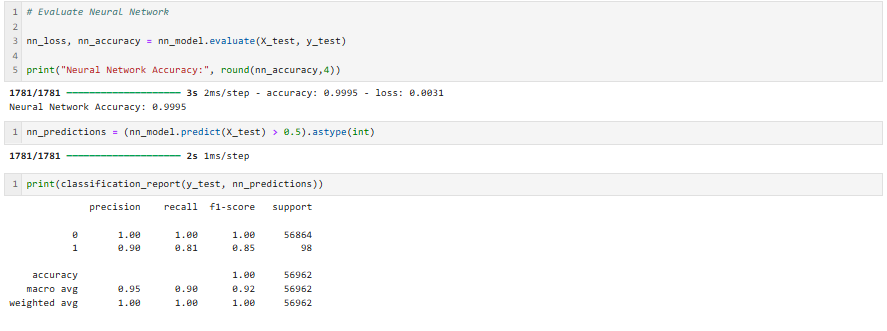 1 # Evaluate Neural Network
2
3 nn_loss, nn_accuracy = nn_model.evaluate(X_test, y_test)
4
5 print("Neural Network Accuracy:", round(nn_accuracy,4))
1781/1781 ━━━━━━━━━━━━━━━━━━━━ 3s 2ms/step - accuracy: 0.9995 - loss: 0.0031
Neural Network Accuracy: 0.9995
1 nn_predictions = (nn_model.predict(X_test) > 0.5).astype(int)
1781/1781 ━━━━━━━━━━━━━━━━━━━━ 2s 1ms/step
1 print(classification_report(y_test, nn_predictions))
precision recall f1-score support
0 1.00 1.00 1.00 56864
1 0.90 0.81 0.85 98
accuracy 1.00 56962
macro avg 0.95 0.90 0.92 56962
weighted avg 1.00 1.00 1.00 56962